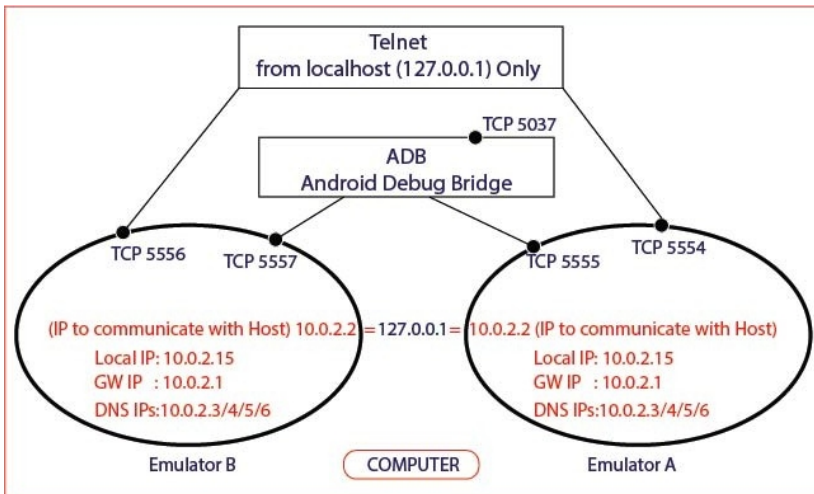 Telnet
from localhost (127.0.0.1) Only
TCP 5037
ADB
Android Debug Bridge
TCP 5556
TCP 5557
TCP 5555
TCP 5554
(IP to communicate with Host) 10.0.2.2 = 127.0.0.1 = 10.0.2.2 (IP to communicate with Host)
Local IP: 10.0.2.15
GW IP : 10.0.2.1
DNS IPs:10.0.2.3/4/5/6
Local IP: 10.0.2.15
GW IP : 10.0.2.1
DNS IPs:10.0.2.3/4/5/6
Emulator B
COMPUTER
Emulator A